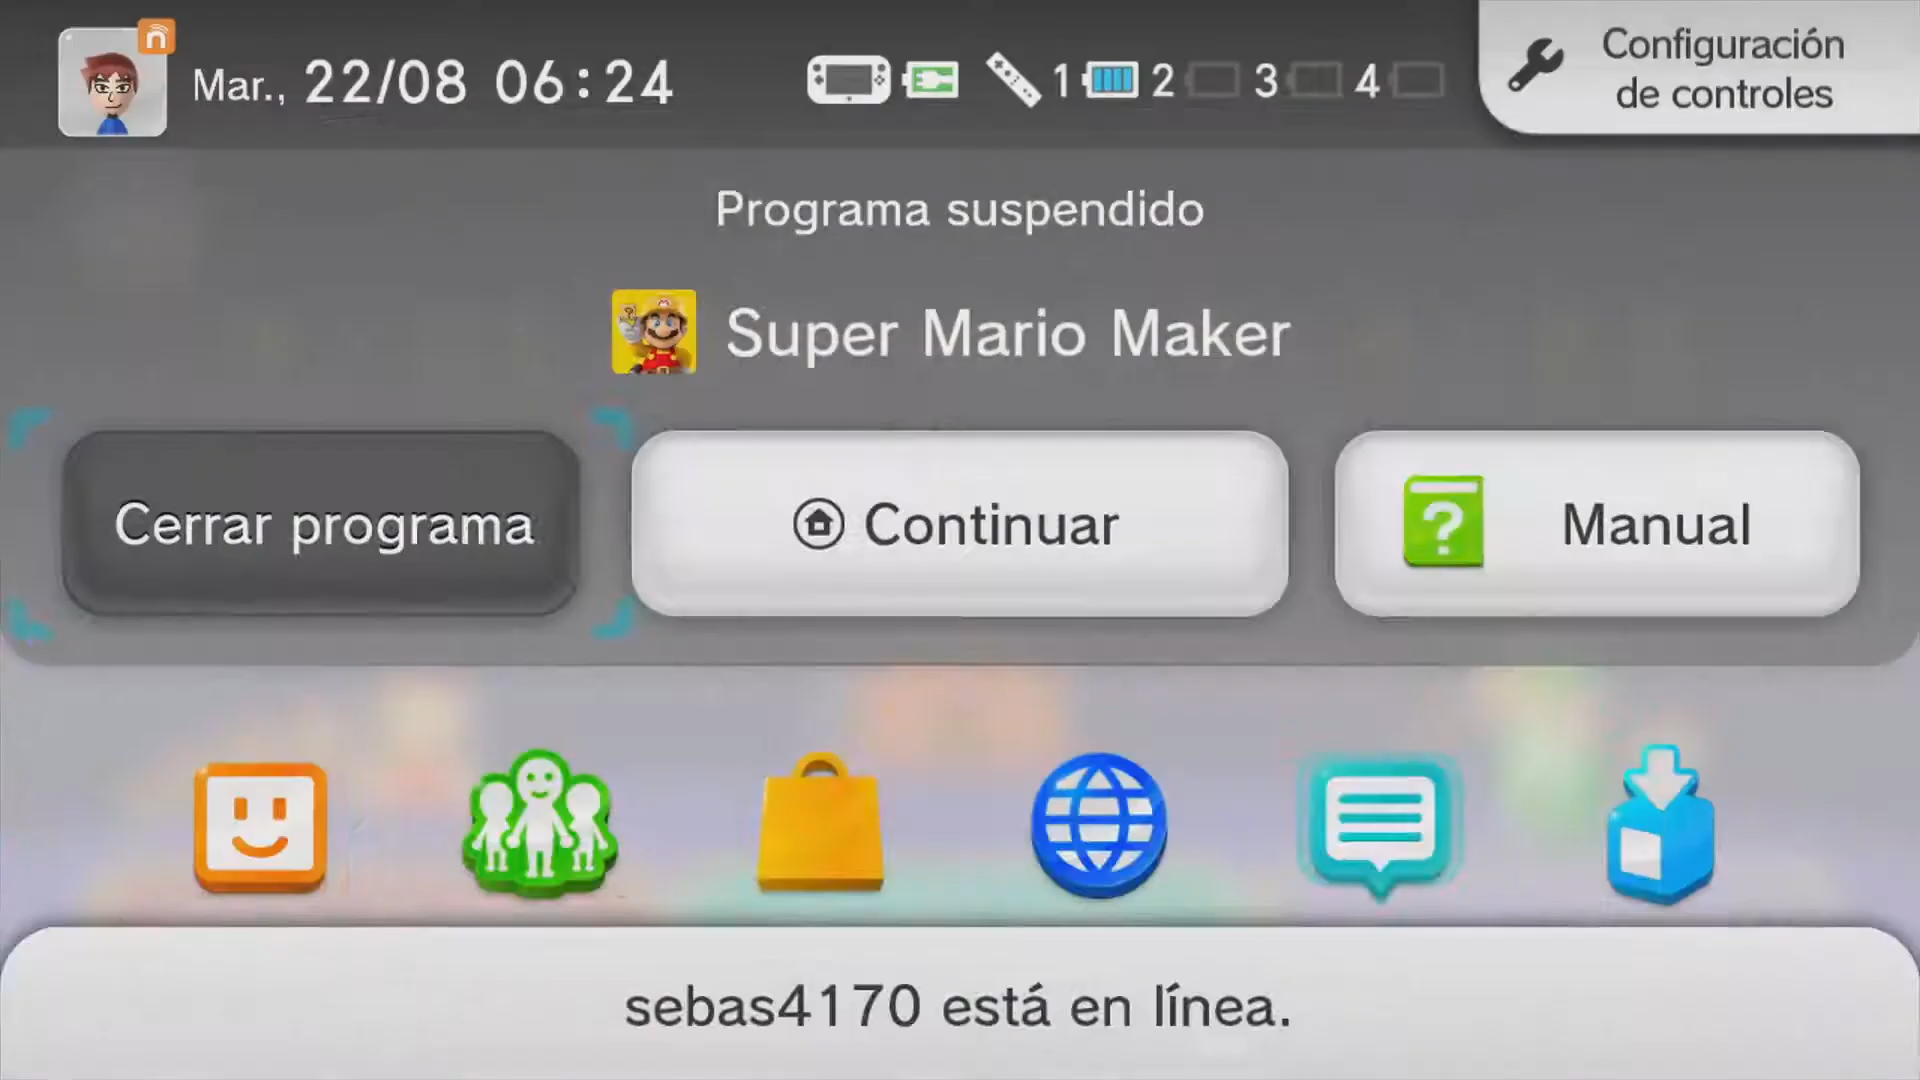 Mar., 22/08 06:24
1 2 3 4
Configuración
de controles
Programa suspendido
Super Mario Maker
Cerrar programa
Continuar
? Manual
sebas4170 está en línea.